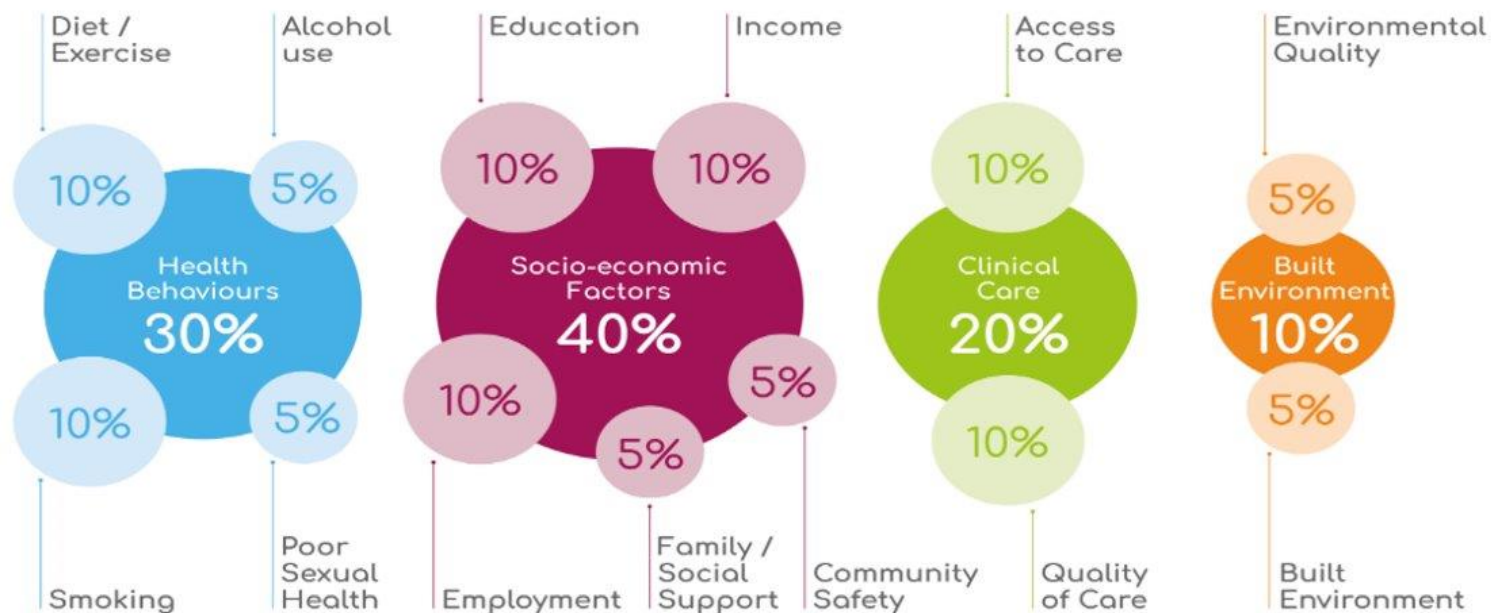 Diet /
Exercise
Alcohol
use
Education
Income
Access
to Care
Environmental
Quality
10%
5%
10%
10%
10%
5%
Health
Behaviours
30%
Socio-economic
Factors
40%
Clinical
Care
20%
Built
Environment
10%
10%
5%
10%
5%
5%
10%
5%
Smoking
Poor
Sexual
Health
Employment
Family /
Social
Support
Community
Safety
Quality
of Care
Built
Environment